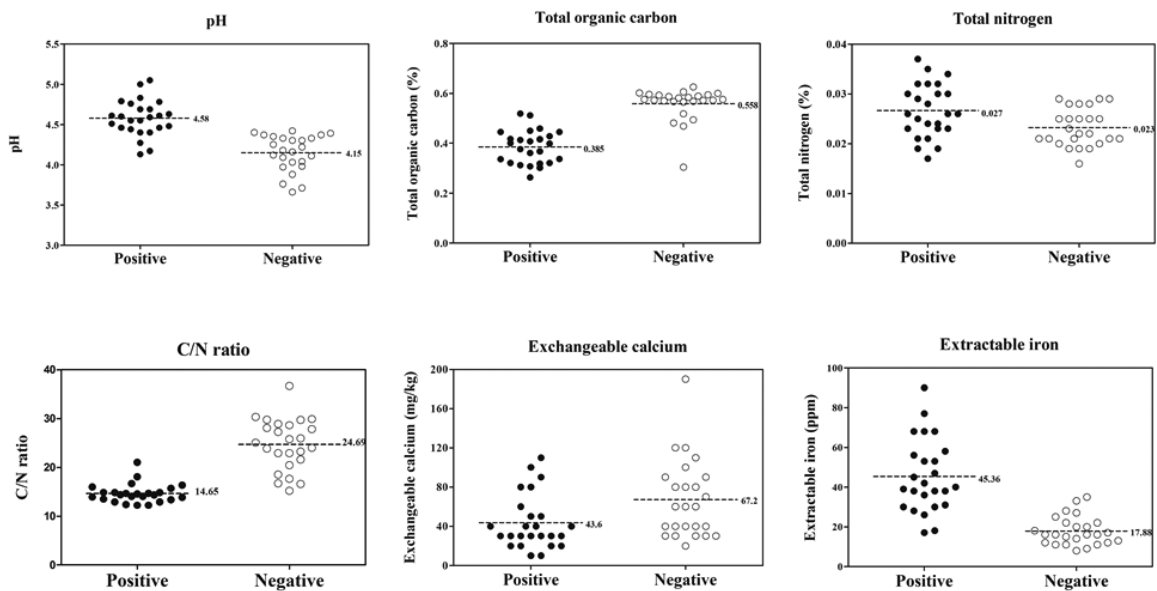 pH
pH
5.5
5.0
4.5
4.0
3.5
3.0
4.58
4.15
Positive
Negative
Total organic carbon
Total organic carbon (%)
0.8
0.6
0.4
0.2
0.0
0.385
0.558
Positive
Negative
Total nitrogen
Total nitrogen (%)
0.04
0.03
0.02
0.01
0.00
0.027
0.023
Positive
Negative
C/N ratio
C/N ratio
40
30
20
10
0
14.65
24.69
Positive
Negative
Exchangeable calcium
Exchangeable calcium (mg/kg)
200
160
120
80
40
0
43.6
67.2
Positive
Negative
Extractable iron
Extractable iron (ppm)
100
80
60
40
20
0
45.36
17.88
Positive
Negative